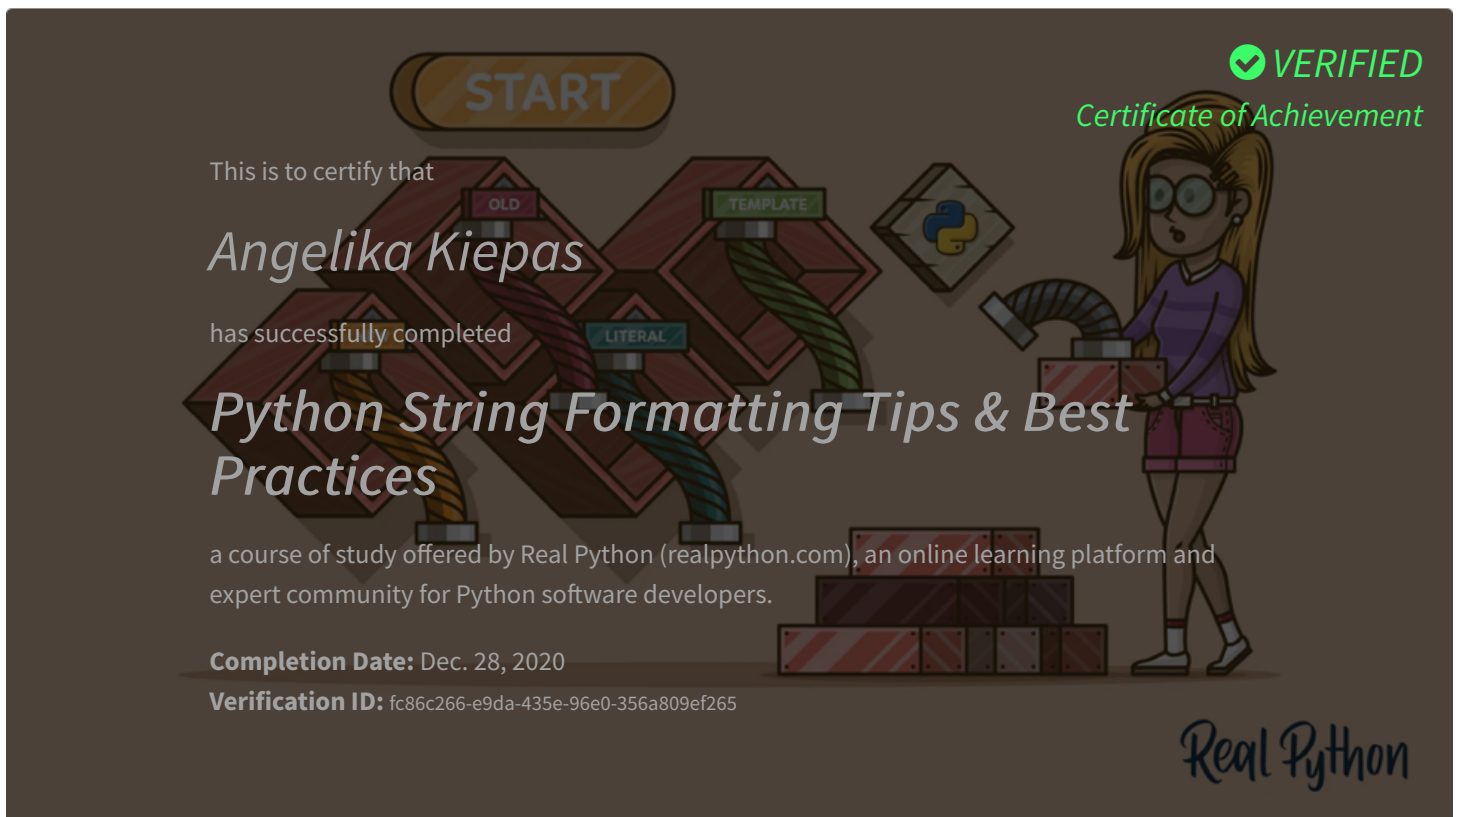 START
VERIFIED
Certificate of Achievement
This is to certify that
OLD
TEMPLATE
Angelika Kiepas
has successfully completed
LITERAL
Python String Formatting Tips & Best
Practices
a course of study offered by Real Python (realpython.com), an online learning platform and
expert community for Python software developers.
Completion Date: Dec. 28, 2020
Verification ID: fc86c266-e9da-435e-96e0-356a809ef265
Real Python